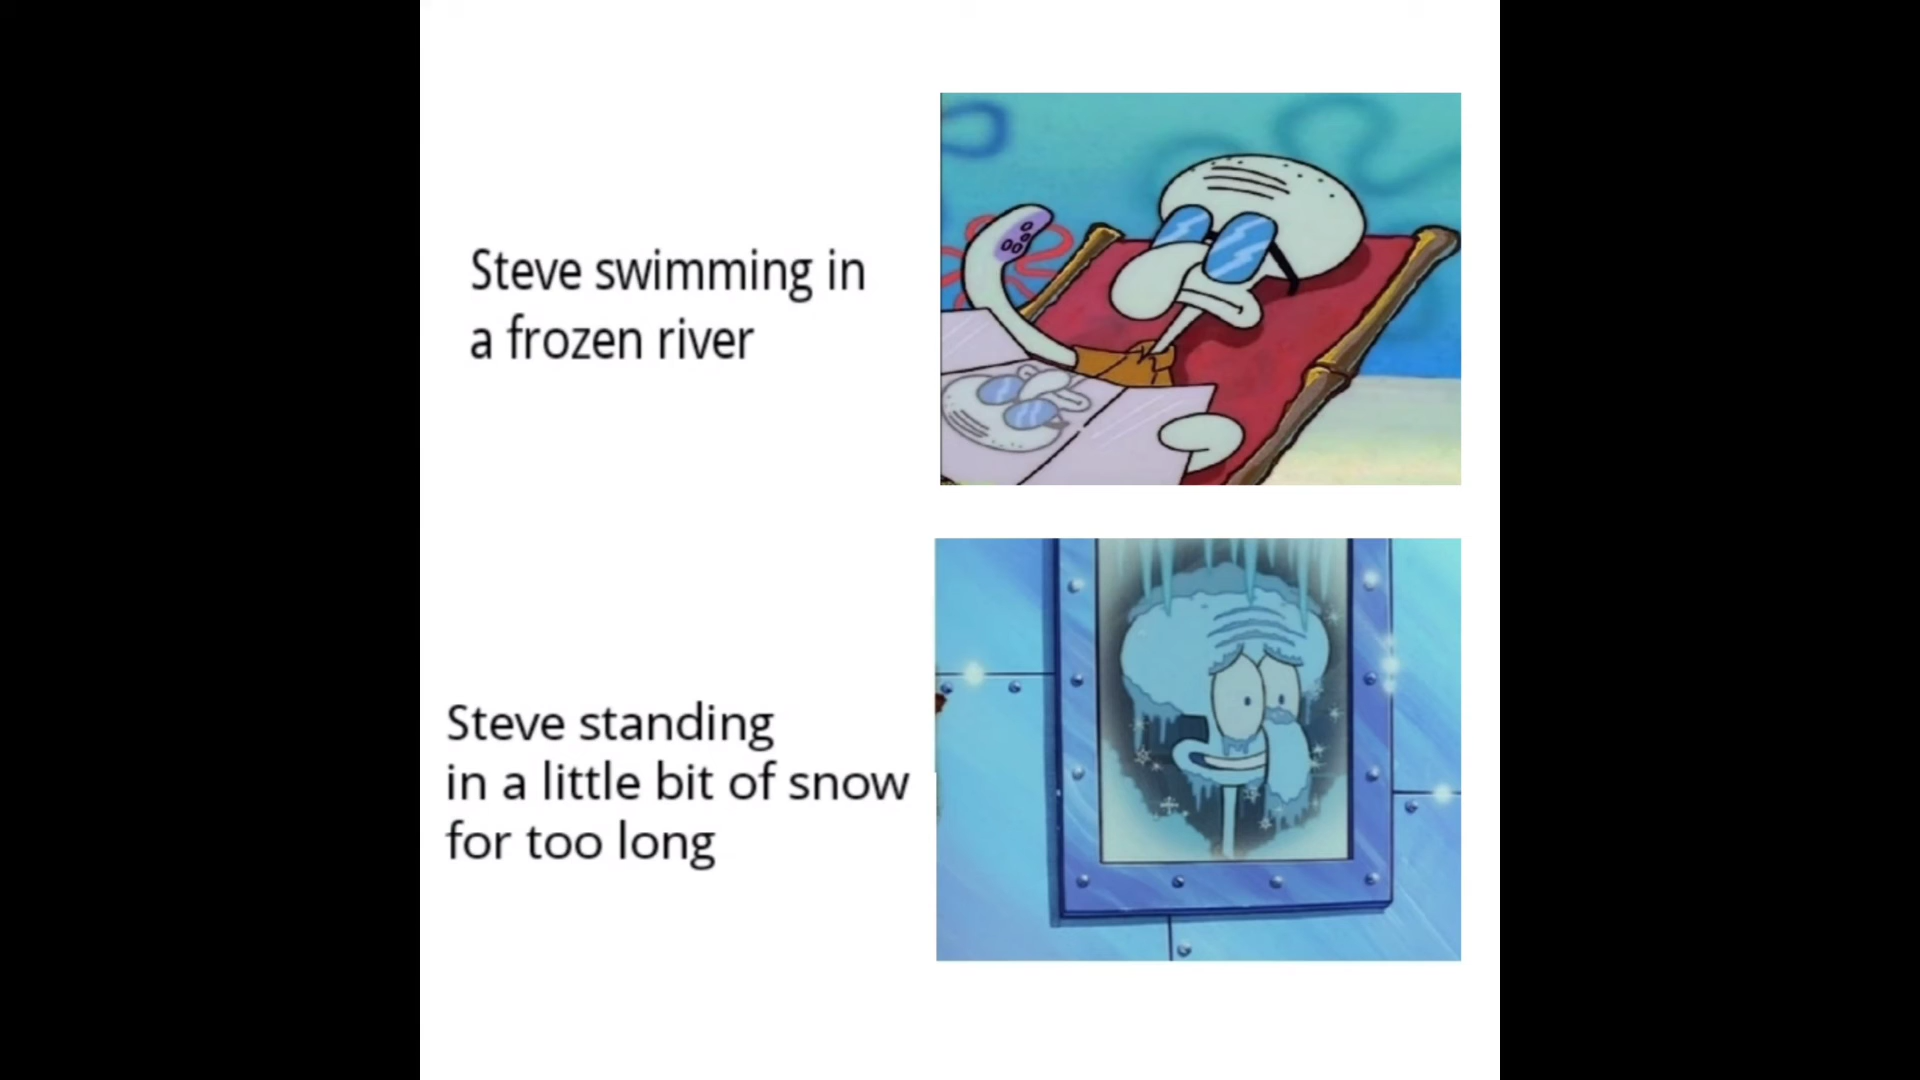 Steve swimming in
a frozen river
Steve standing
in a little bit of snow
for too long